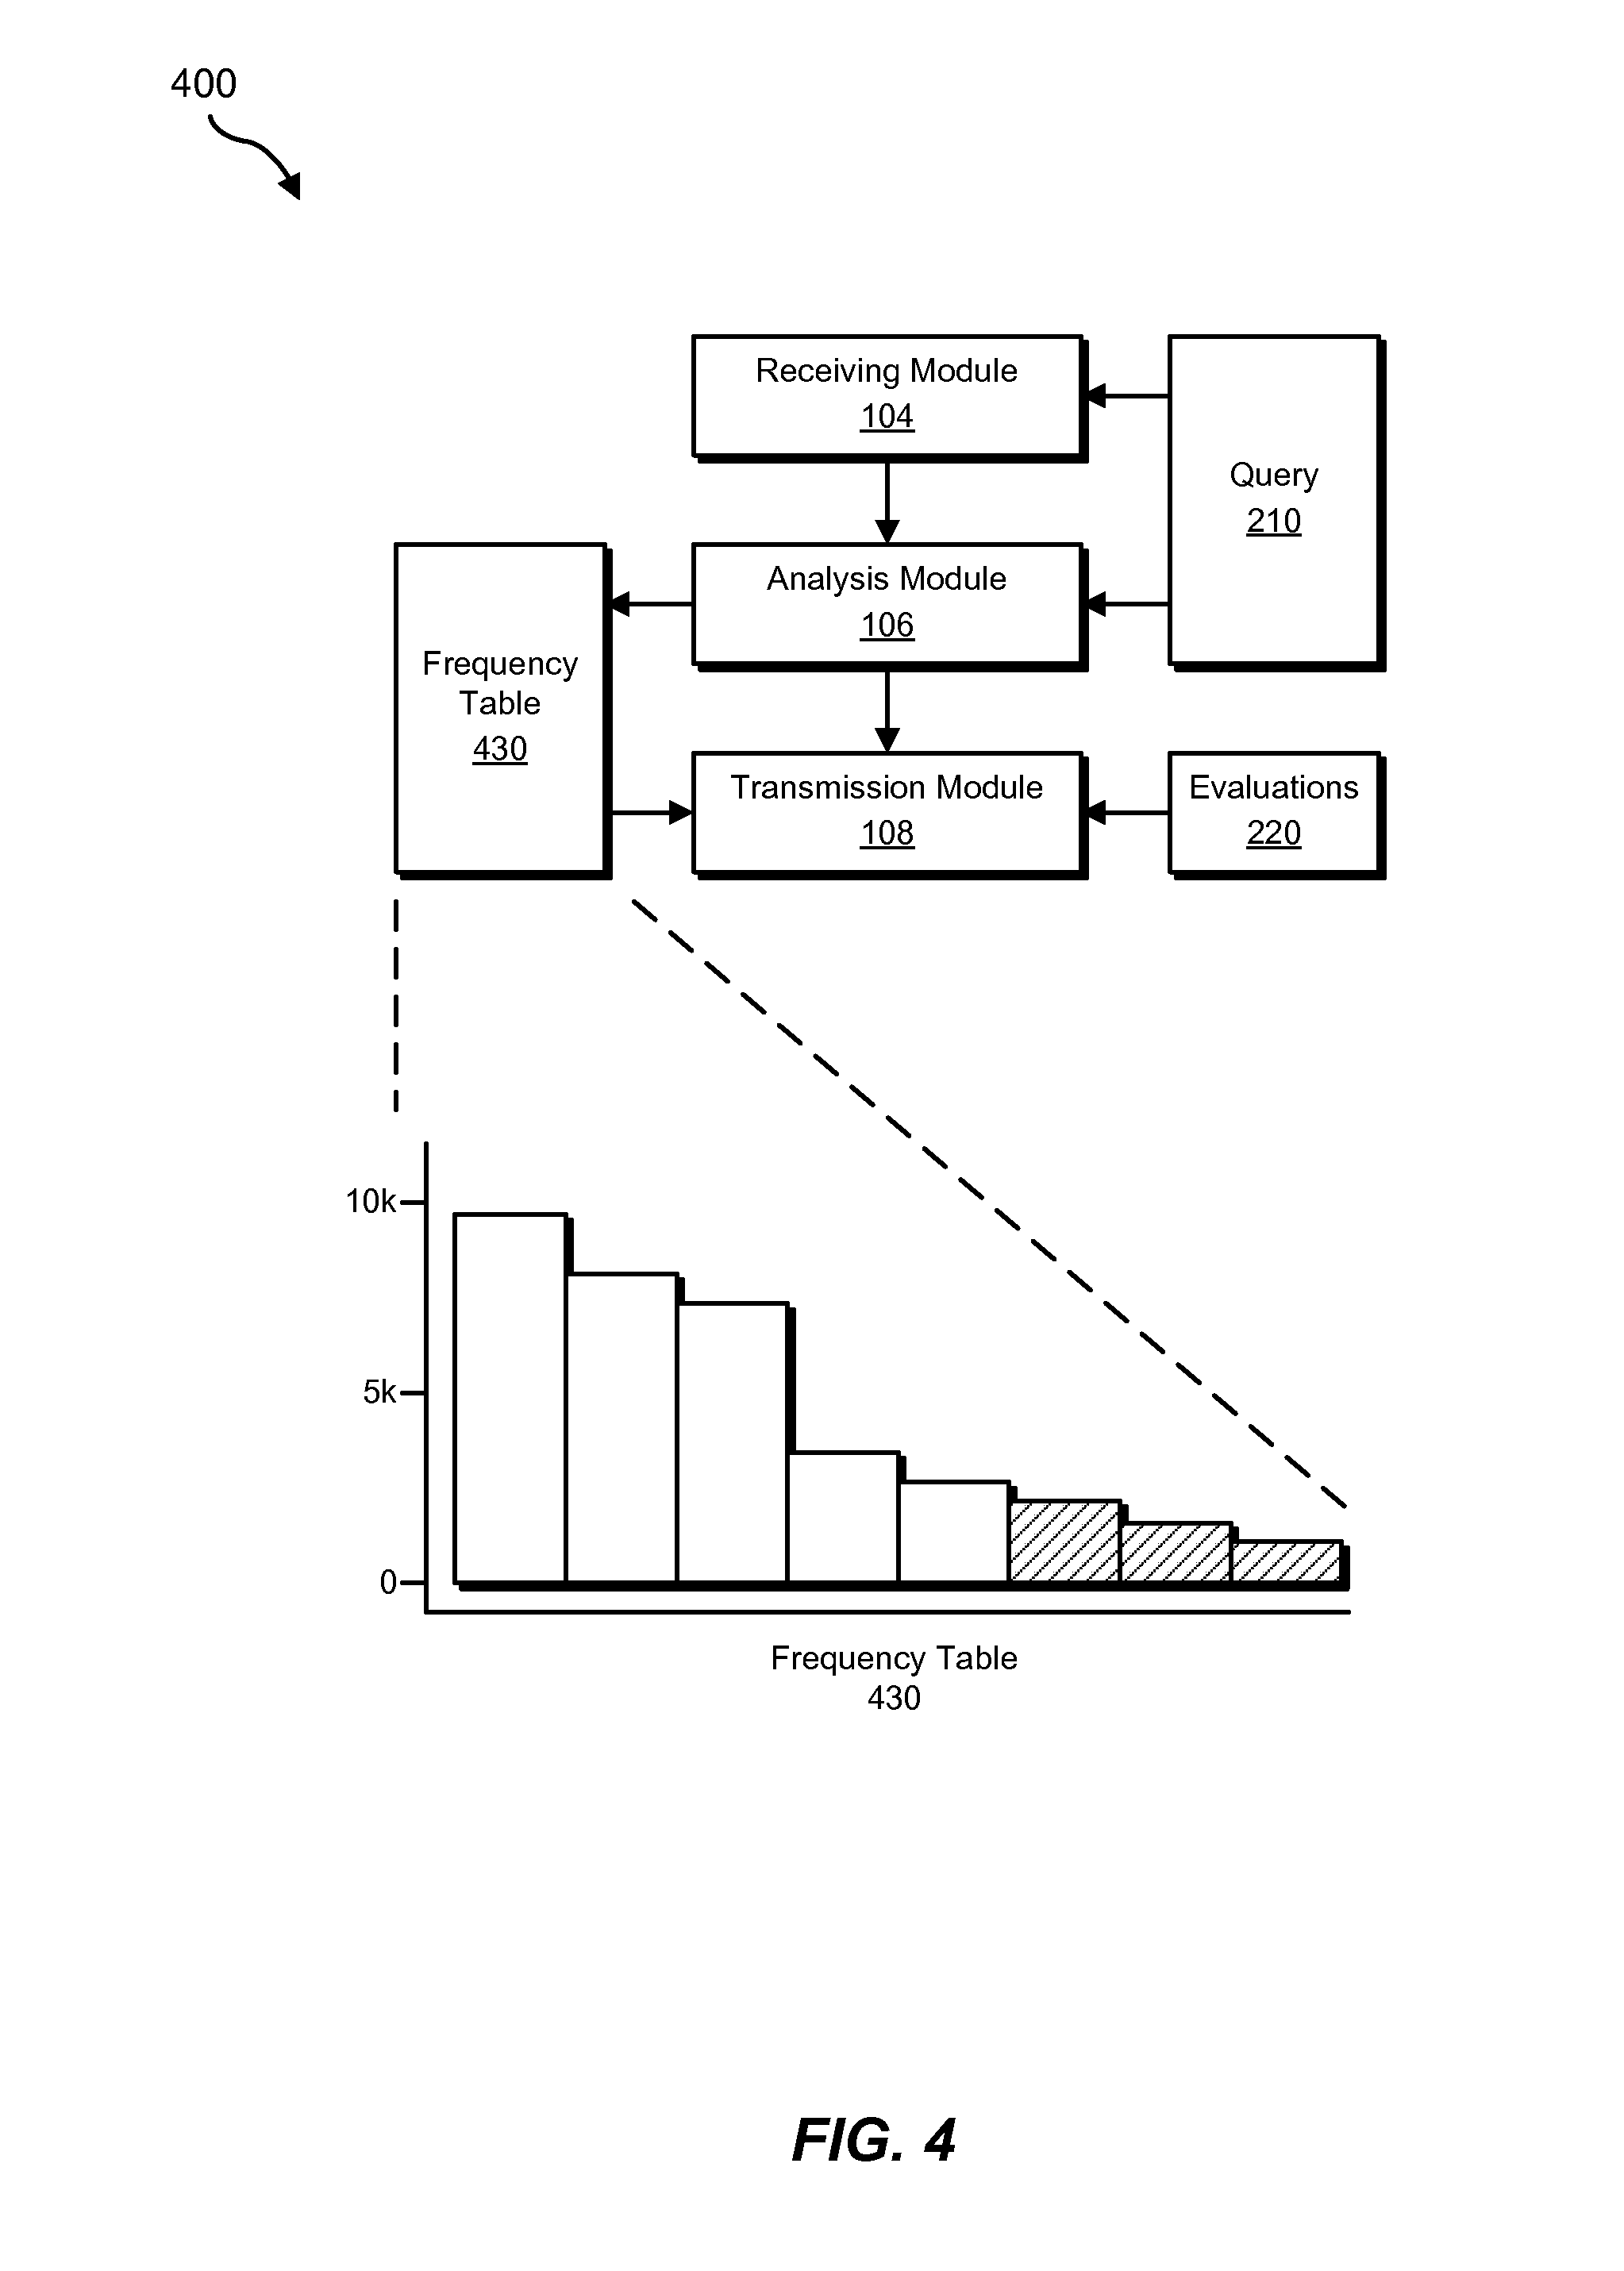 400
Receiving Module
104
Query
210
Analysis Module
106
Frequency
Table
430
Transmission Module
108
Evaluations
220
10k
5k
0
Frequency Table
430
FIG. 4